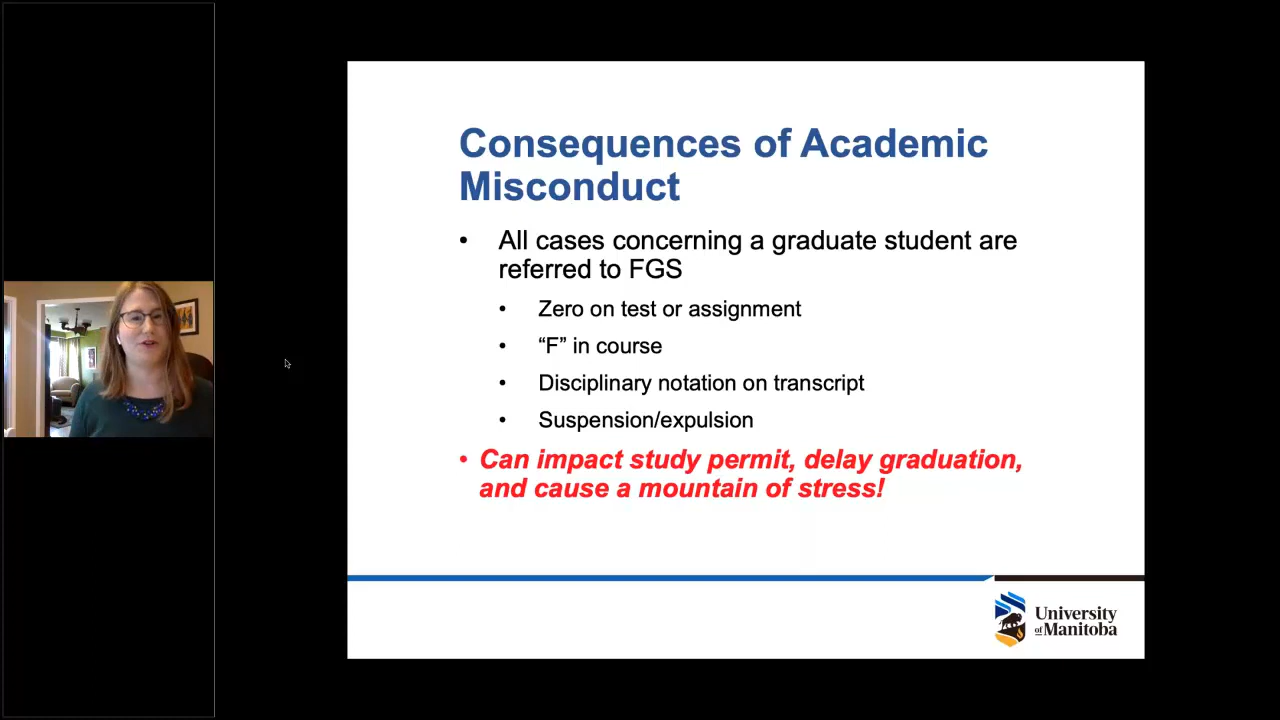 Consequences of Academic
Misconduct
• All cases concerning a graduate student are
referred to FGS
• Zero on test or assignment
• “F” in course
• Disciplinary notation on transcript
• Suspension/expulsion
• Can impact study permit, delay graduation,
and cause a mountain of stress!
University
of Manitoba